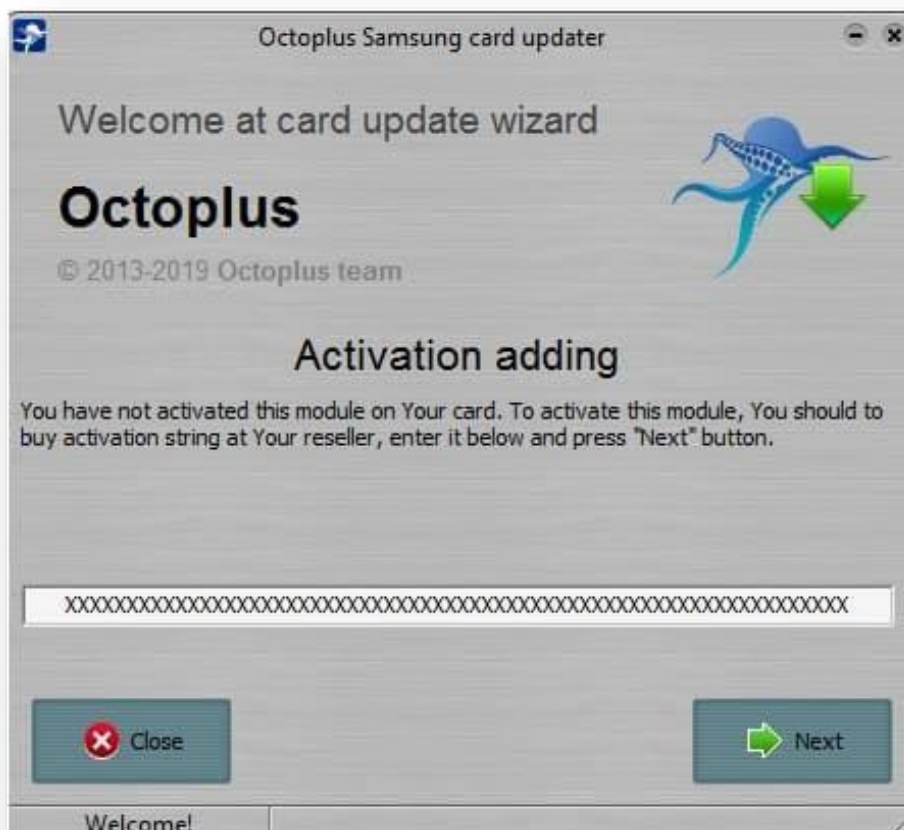 Octoplus Samsung card updater
Welcome at card update wizard
Octoplus
© 2013-2019 Octoplus team
Activation adding
You have not activated this module on Your card. To activate this module, You should to
buy activation string at Your reseller, enter it below and press "Next" button.
XXXXXXXXXXXXXXXXXXXXXXXXXXXXXXXXXXXXXXXXXXXXXXXXXXXXXXXXXXXXXXXX
Close
Next
Welcome!